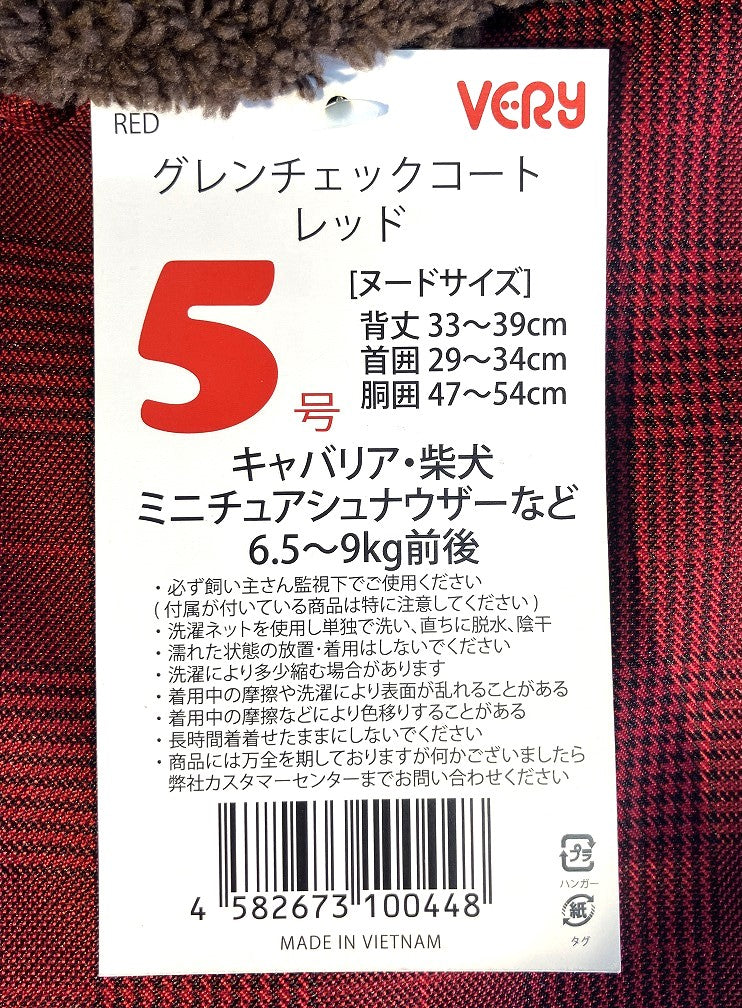 RED
VERY
グレンチェックコート
レッド
5号
[ヌードサイズ]
背丈 33〜39cm
首囲 29〜34cm
胴囲 47〜54cm
キャバリア・柴犬
ミニチュアシュナウザーなど
6.5〜9kg前後
・必ず飼い主さん監視下でご使用ください
(付属が付いている商品は特に注意してください)
・洗濯ネットを使用し単独で洗い、直ちに脱水、陰干
・濡れた状態の放置・着用はしないでください
・洗濯により多少縮む場合があります
・着用中の摩擦や洗濯により表面が乱れることがある
・着用中の摩擦などにより色移りすることがある
・長時間着着せたままにしないでください
・商品には万全を期しておりますが何かございましたら
弊社カスタマーセンターまでお問い合わせください
4 582673 100448
MADE IN VIETNAM
プラ
ハンガー
紙
タグ